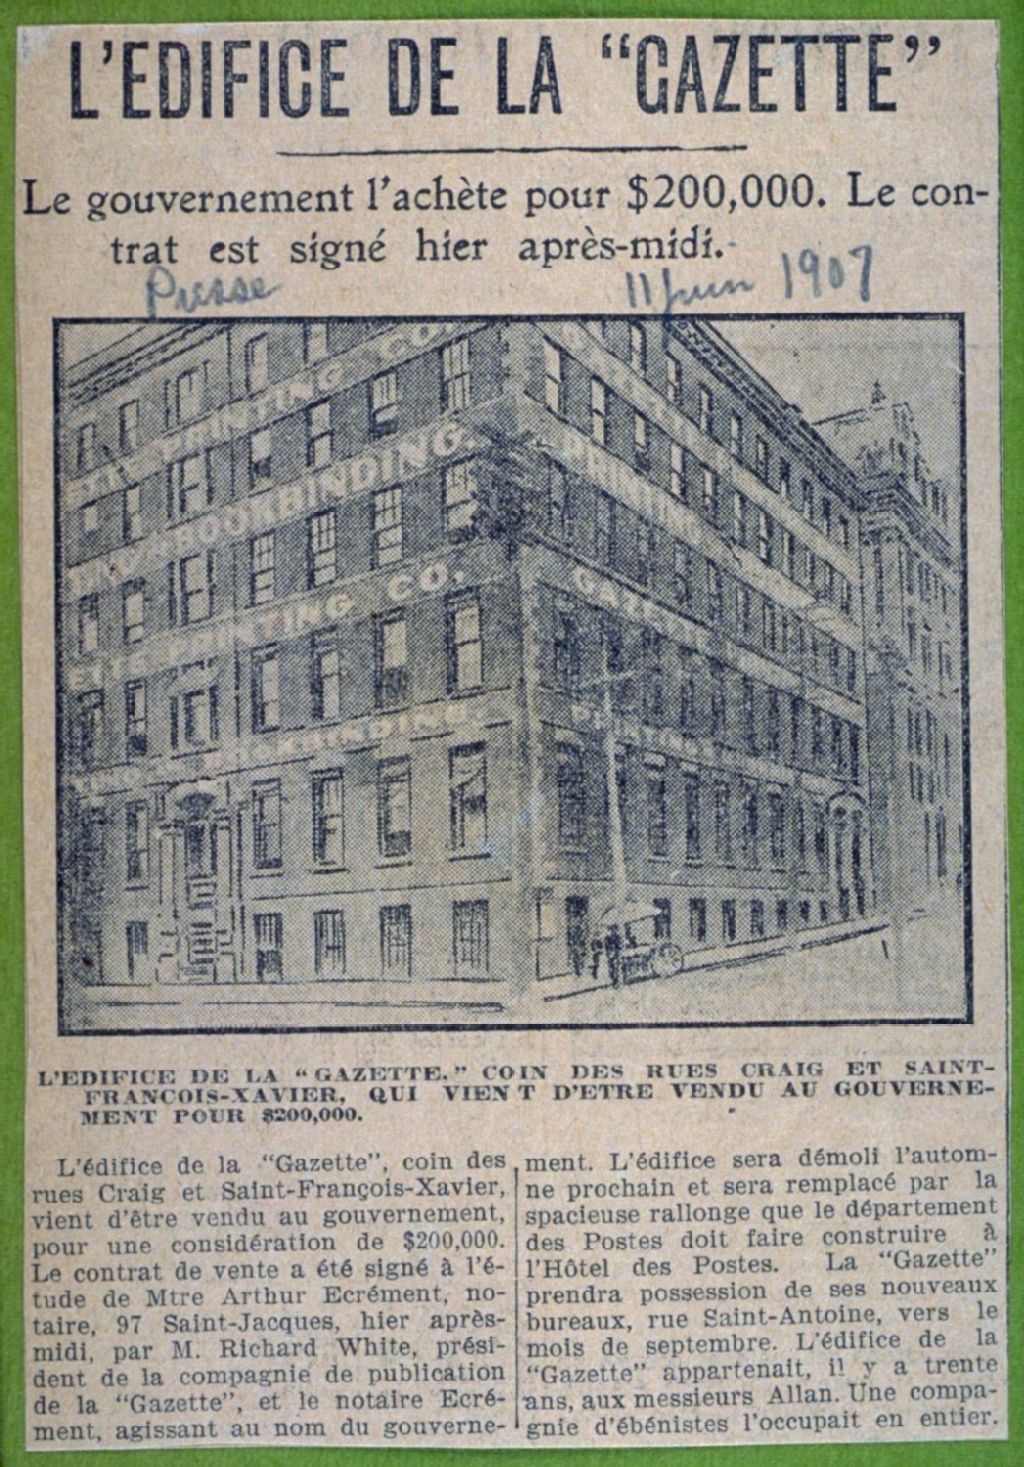 L'EDIFICE DE LA "GAZETTE"
Le gouvernement l'achète pour $200,000. Le con-
trat est signé hier après-midi.
Presse 11 Juin 1907
PRINTING CO.
BOOKBINDING.
PRINTING
ETTE PRINTING CO.
GAZ
L'EDIFICE DE LA "GAZETTE," COIN DES RUES CRAIG ET SAINT-
FRANCOIS-XAVIER, QUI VIENT D'ETRE VENDU AU GOUVERNE-
MENT POUR $200,000.
L'édifice de la "Gazette", coin des
rues Craig et Saint-François-Xavier,
vient d'être vendu au gouvernement,
pour une considération de $200,000.
Le contrat de vente a été signé à l'é-
tude de Mtre Arthur Ecrément, no-
taire, 97 Saint-Jacques, hier après-
midi, par M. Richard White, prési-
dent de la compagnie de publication
de la "Gazette", et le notaire Ecré-
ment, agissant au nom du gouverne-
ment. L'édifice sera démoli l'autom-
ne prochain et sera remplacé par la
spacieuse rallonge que le département
des Postes doit faire construire à
l'Hôtel des Postes. La "Gazette"
prendra possession de ses nouveaux
bureaux, rue Saint-Antoine, vers le
mois de septembre. L'édifice de la
"Gazette" appartenait, il y a trente
ans, aux messieurs Allan. Une compa-
gnie d'ébénistes l'occupait en entier.